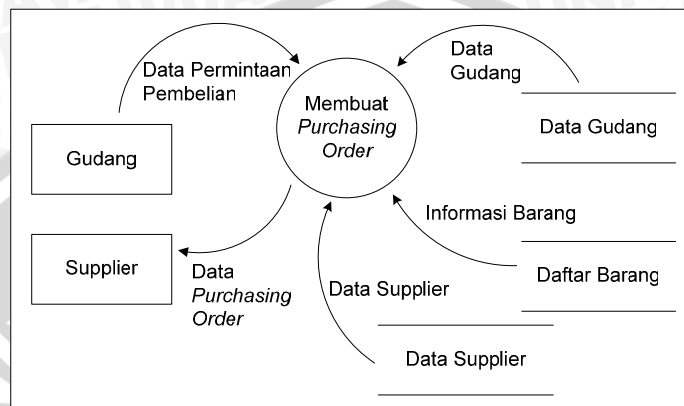 Data Permintaan
Pembelian
Data
Gudang
Membuat
Purchasing
Order
Gudang
Data Gudang
Informasi Barang
Supplier
Daftar Barang
Data
Purchasing
Order
Data Supplier
Data Supplier